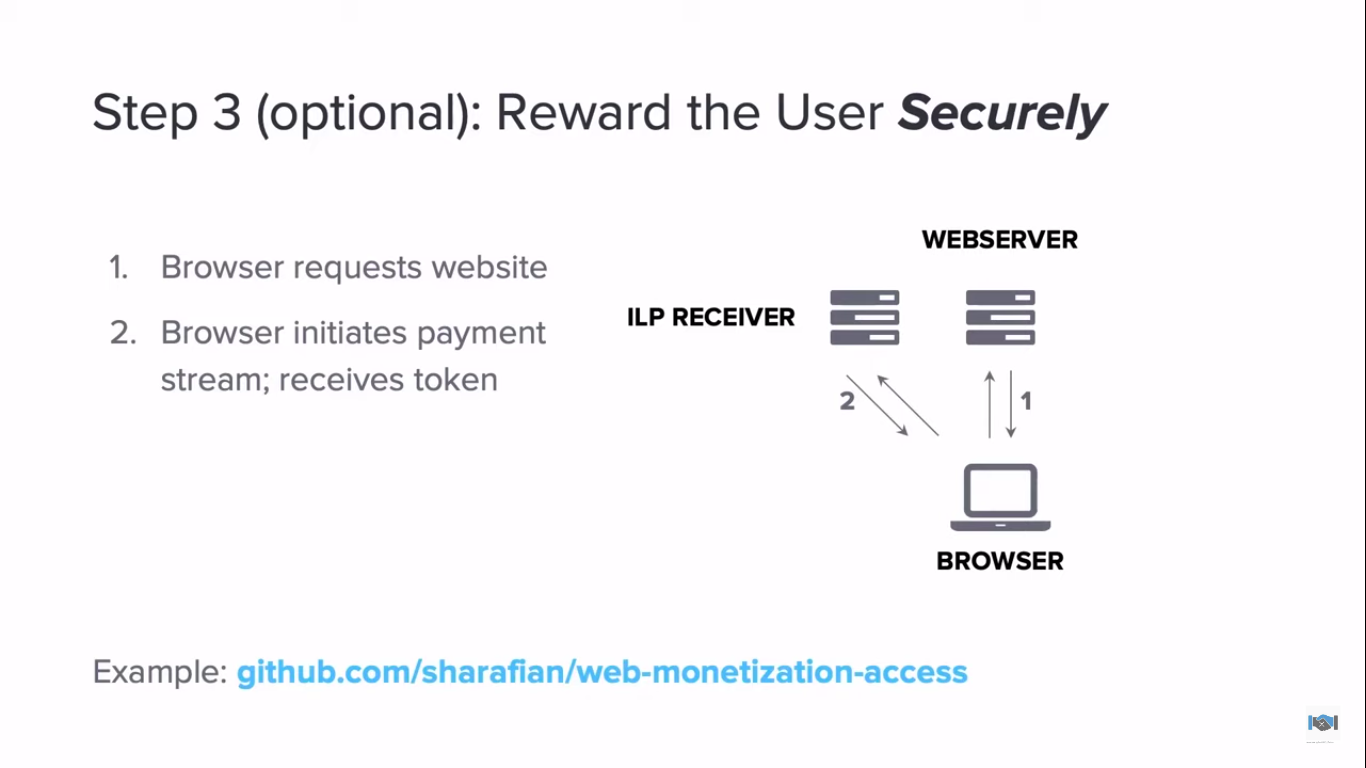 Step 3 (optional): Reward the User Securely
1. Browser requests website
2. Browser initiates payment
stream; receives token
WEBSERVER
ILP RECEIVER
2
1
BROWSER
Example: github.com/sharafian/web-monetization-access